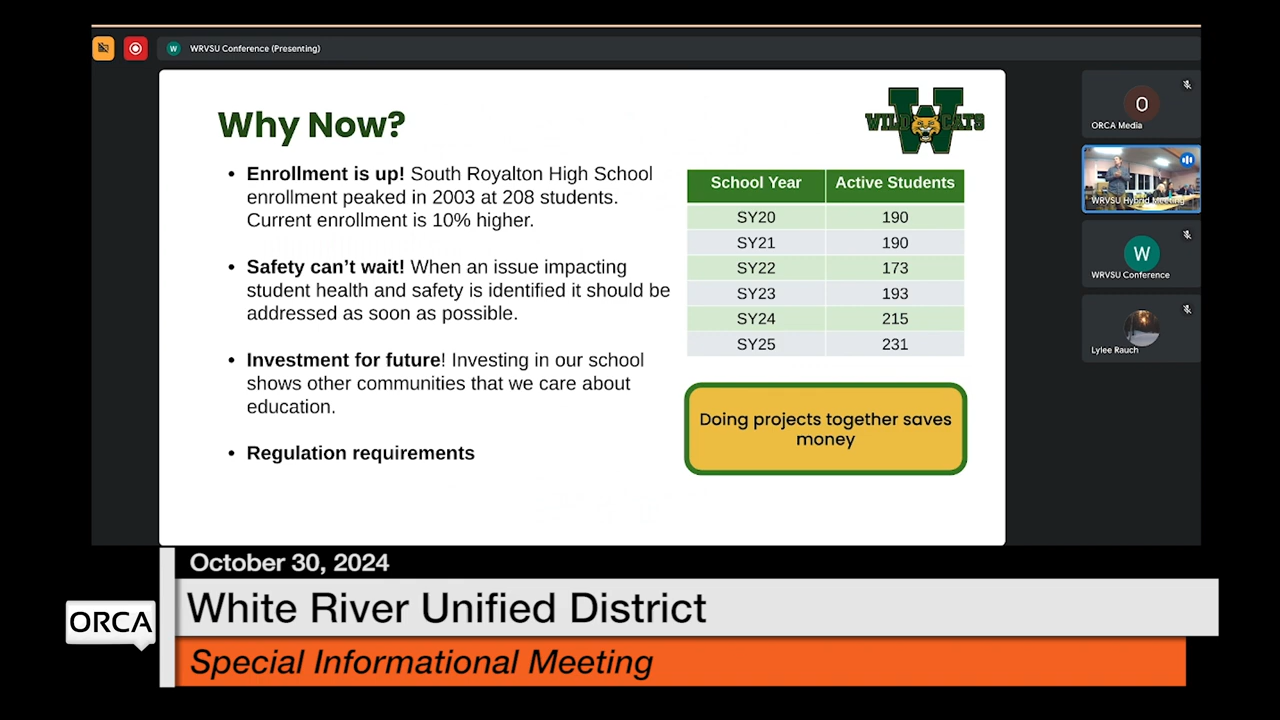 W WRVSU Conference (Presenting)
Why Now?
WILDCATS
• Enrollment is up! South Royalton High School
enrollment peaked in 2003 at 208 students.
Current enrollment is 10% higher.
• Safety can’t wait! When an issue impacting
student health and safety is identified it should be
addressed as soon as possible.
• Investment for future! Investing in our school
shows other communities that we care about
education.
• Regulation requirements
School Year Active Students
SY20 190
SY21 190
SY22 173
SY23 193
SY24 215
SY25 231
Doing projects together saves
money
O
ORCA Media
WRVSU Hybrid Meeting
W
WRVSU Conference
Lylee Rauch
October 30, 2024
ORCA
White River Unified District
Special Informational Meeting